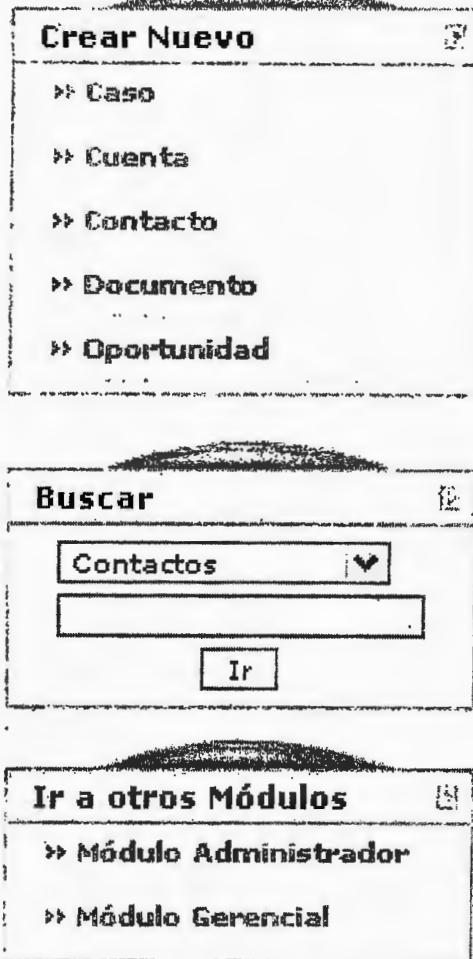 Crear Nuevo
» Caso
» Cuenta
» Contacto
» Documento
» Oportunidad
Buscar
Contactos
Ir
Ir a otros Módulos
» Módulo Administrador
» Módulo Gerencial